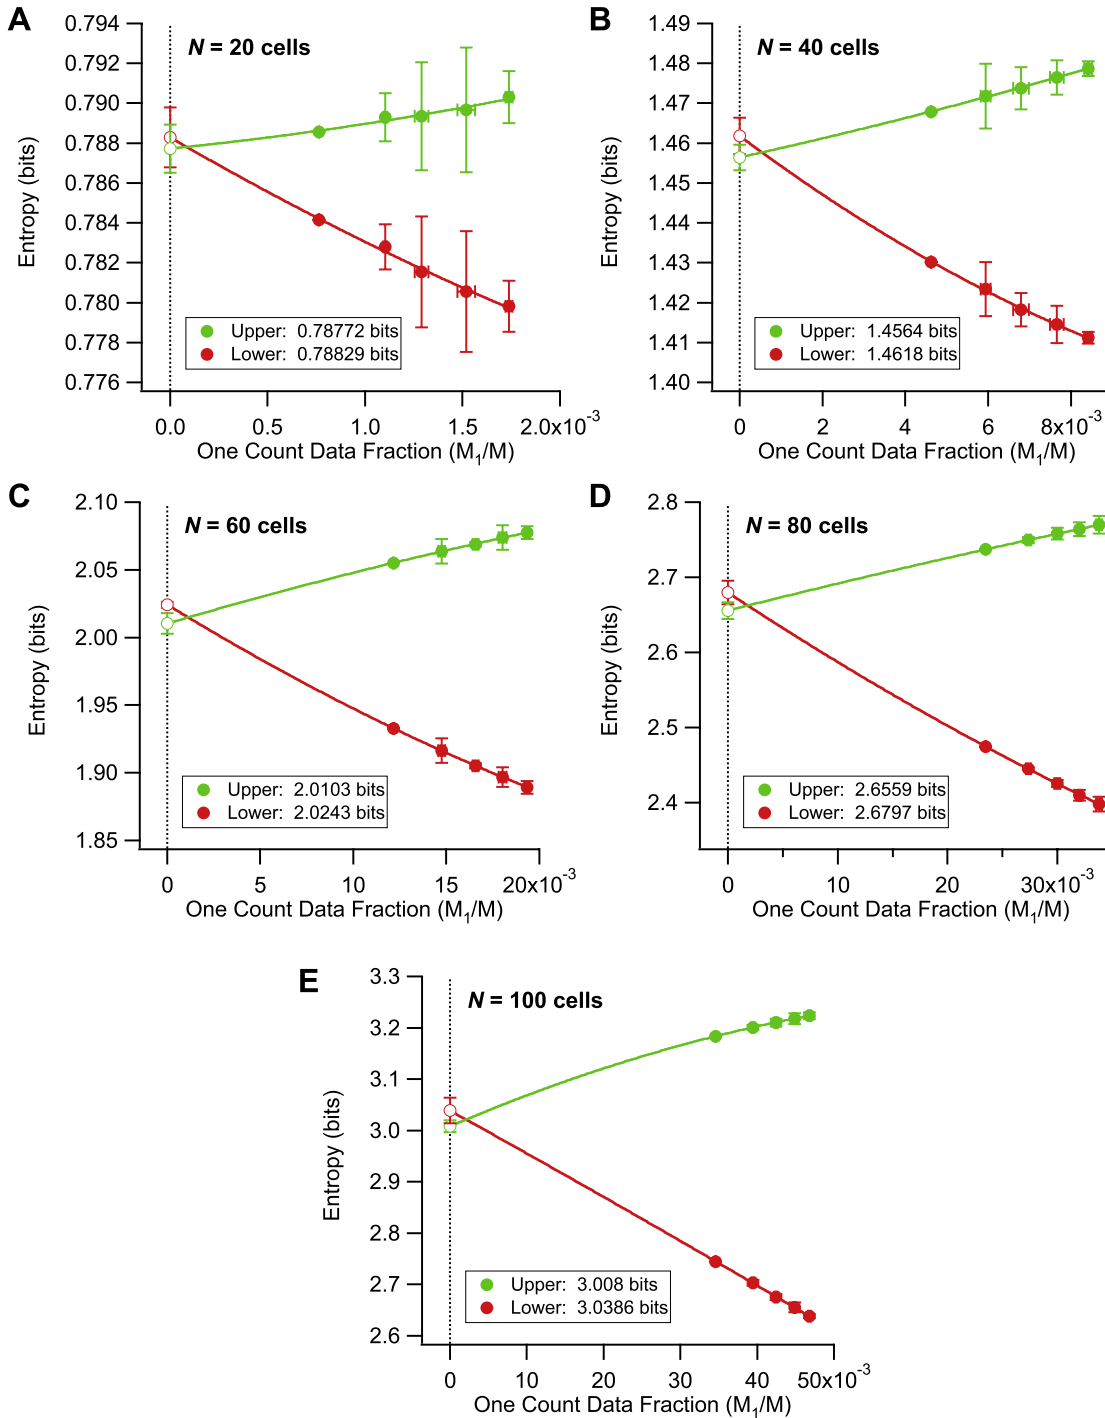 A
N = 20 cells
0.794
0.792
0.790
0.788
0.786
0.784
0.782
0.780
0.778
0.776
Entropy (bits)
Upper: 0.78772 bits
Lower: 0.78829 bits
0.0 0.5 1.0 1.5 2.0x10⁻³
One Count Data Fraction (M₁/M)
B
N = 40 cells
1.49
1.48
1.47
1.46
1.45
1.44
1.43
1.42
1.41
1.40
Entropy (bits)
Upper: 1.4564 bits
Lower: 1.4618 bits
0 2 4 6 8x10⁻³
One Count Data Fraction (M₁/M)
C
N = 60 cells
2.10
2.05
2.00
1.95
1.90
1.85
Entropy (bits)
Upper: 2.0103 bits
Lower: 2.0243 bits
0 5 10 15 20x10⁻³
One Count Data Fraction (M₁/M)
D
N = 80 cells
2.8
2.7
2.6
2.5
2.4
Entropy (bits)
Upper: 2.6559 bits
Lower: 2.6797 bits
0 10 20 30x10⁻³
One Count Data Fraction (M₁/M)
E
N = 100 cells
3.3
3.2
3.1
3.0
2.9
2.8
2.7
2.6
Entropy (bits)
Upper: 3.008 bits
Lower: 3.0386 bits
0 10 20 30 40 50x10⁻³
One Count Data Fraction (M₁/M)